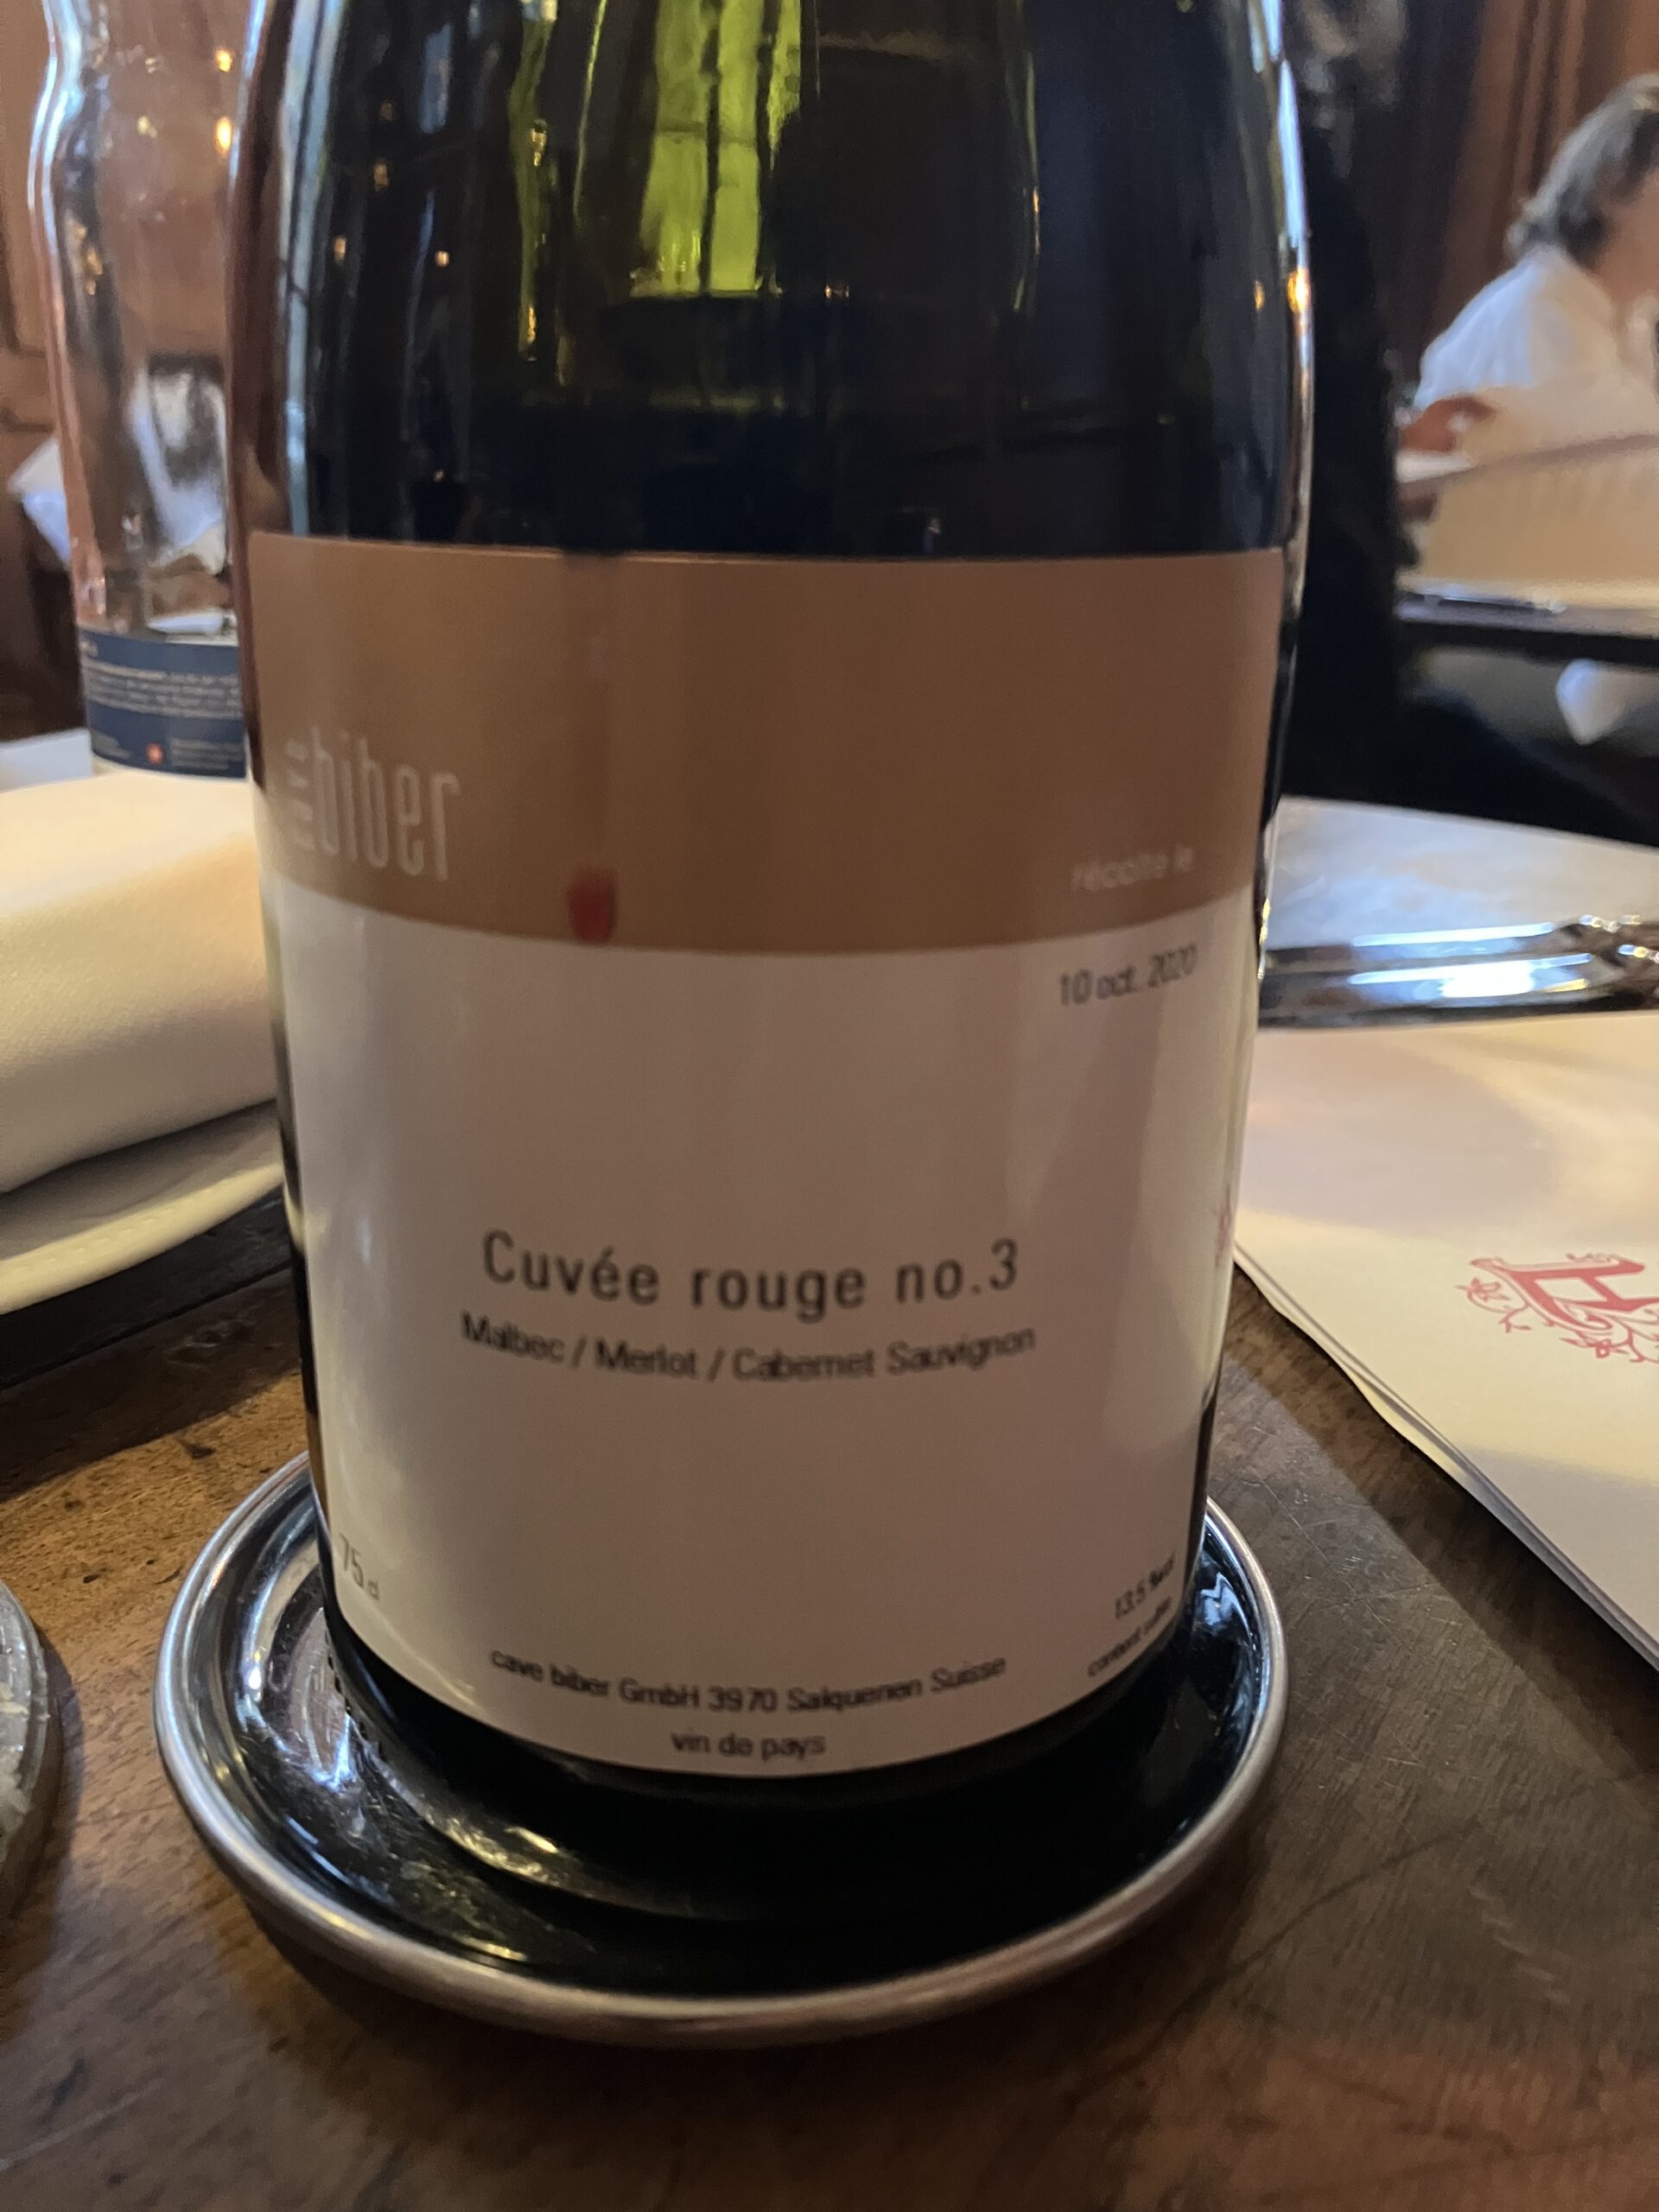 biber
récolte le
10 oct. 2020
Cuvée rouge no.3
Malbec / Merlot / Cabernet Sauvignon
75 cl
13,5 %vol
cave biber GmbH 3970 Salquenen Suisse
vin de pays
H